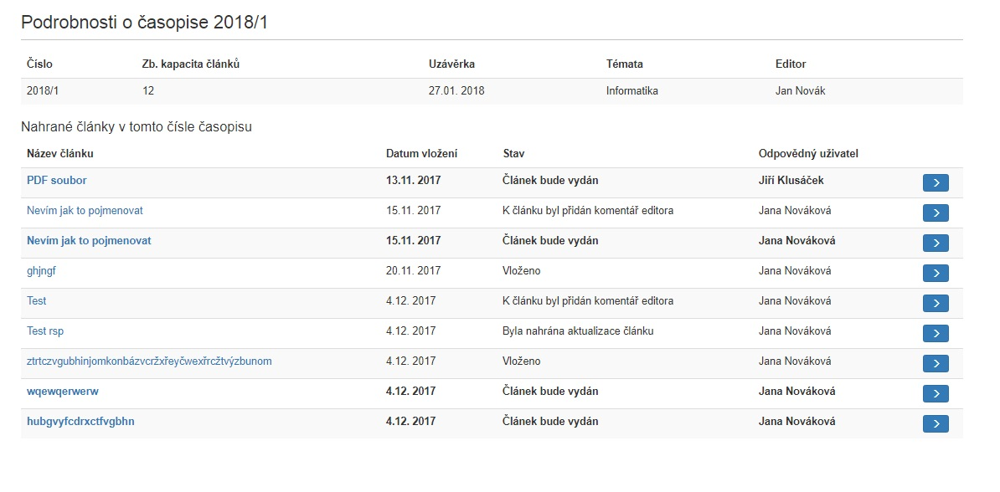 Podrobnosti o časopise 2018/1
Číslo Zb. kapacita článků Uzávěrka Témata Editor
2018/1 12 27.01. 2018 Informatika Jan Novák
Nahrané články v tomto čísle časopisu
Název článku Datum vložení Stav Odpovědný uživatel
PDF soubor 13.11. 2017 Článek bude vydán Jiří Klusáček
Nevím jak to pojmenovat 15.11. 2017 K článku byl přidán komentář editora Jana Nováková
Nevím jak to pojmenovat 15.11. 2017 Článek bude vydán Jana Nováková
ghjngf 20.11. 2017 Vloženo Jana Nováková
Test 4.12. 2017 K článku byl přidán komentář editora Jana Nováková
Test rsp 4.12. 2017 Byla nahrána aktualizace článku Jana Nováková
ztrtczvgubhinjomkonbázvcržxřeyčwexřrcžtvýzbunom 4.12. 2017 Vloženo Jana Nováková
wqewqerwerw 4.12. 2017 Článek bude vydán Jana Nováková
hubgvyfcdrxctfvgbhn 4.12. 2017 Článek bude vydán Jana Nováková